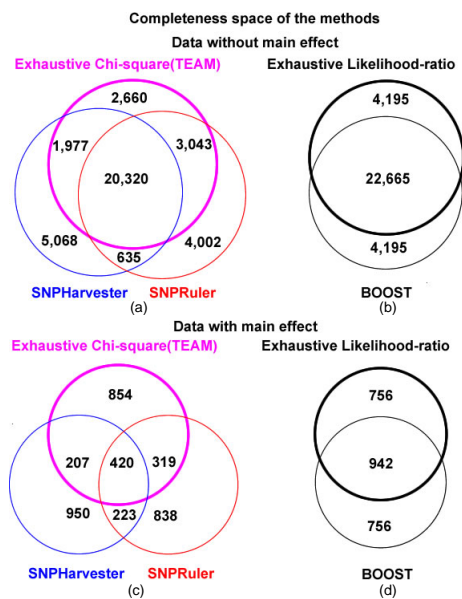 Completeness space of the methods
Data without main effect
Exhaustive Chi-square(TEAM) Exhaustive Likelihood-ratio
2,660 4,195
1,977 3,043
20,320 22,665
5,068 4,002
635 4,195
SNPHarvester SNPRuler BOOST
(a) (b)
Data with main effect
Exhaustive Chi-square(TEAM) Exhaustive Likelihood-ratio
854 756
207 420 319 942
950 223 838 756
SNPHarvester SNPRuler BOOST
(c) (d)